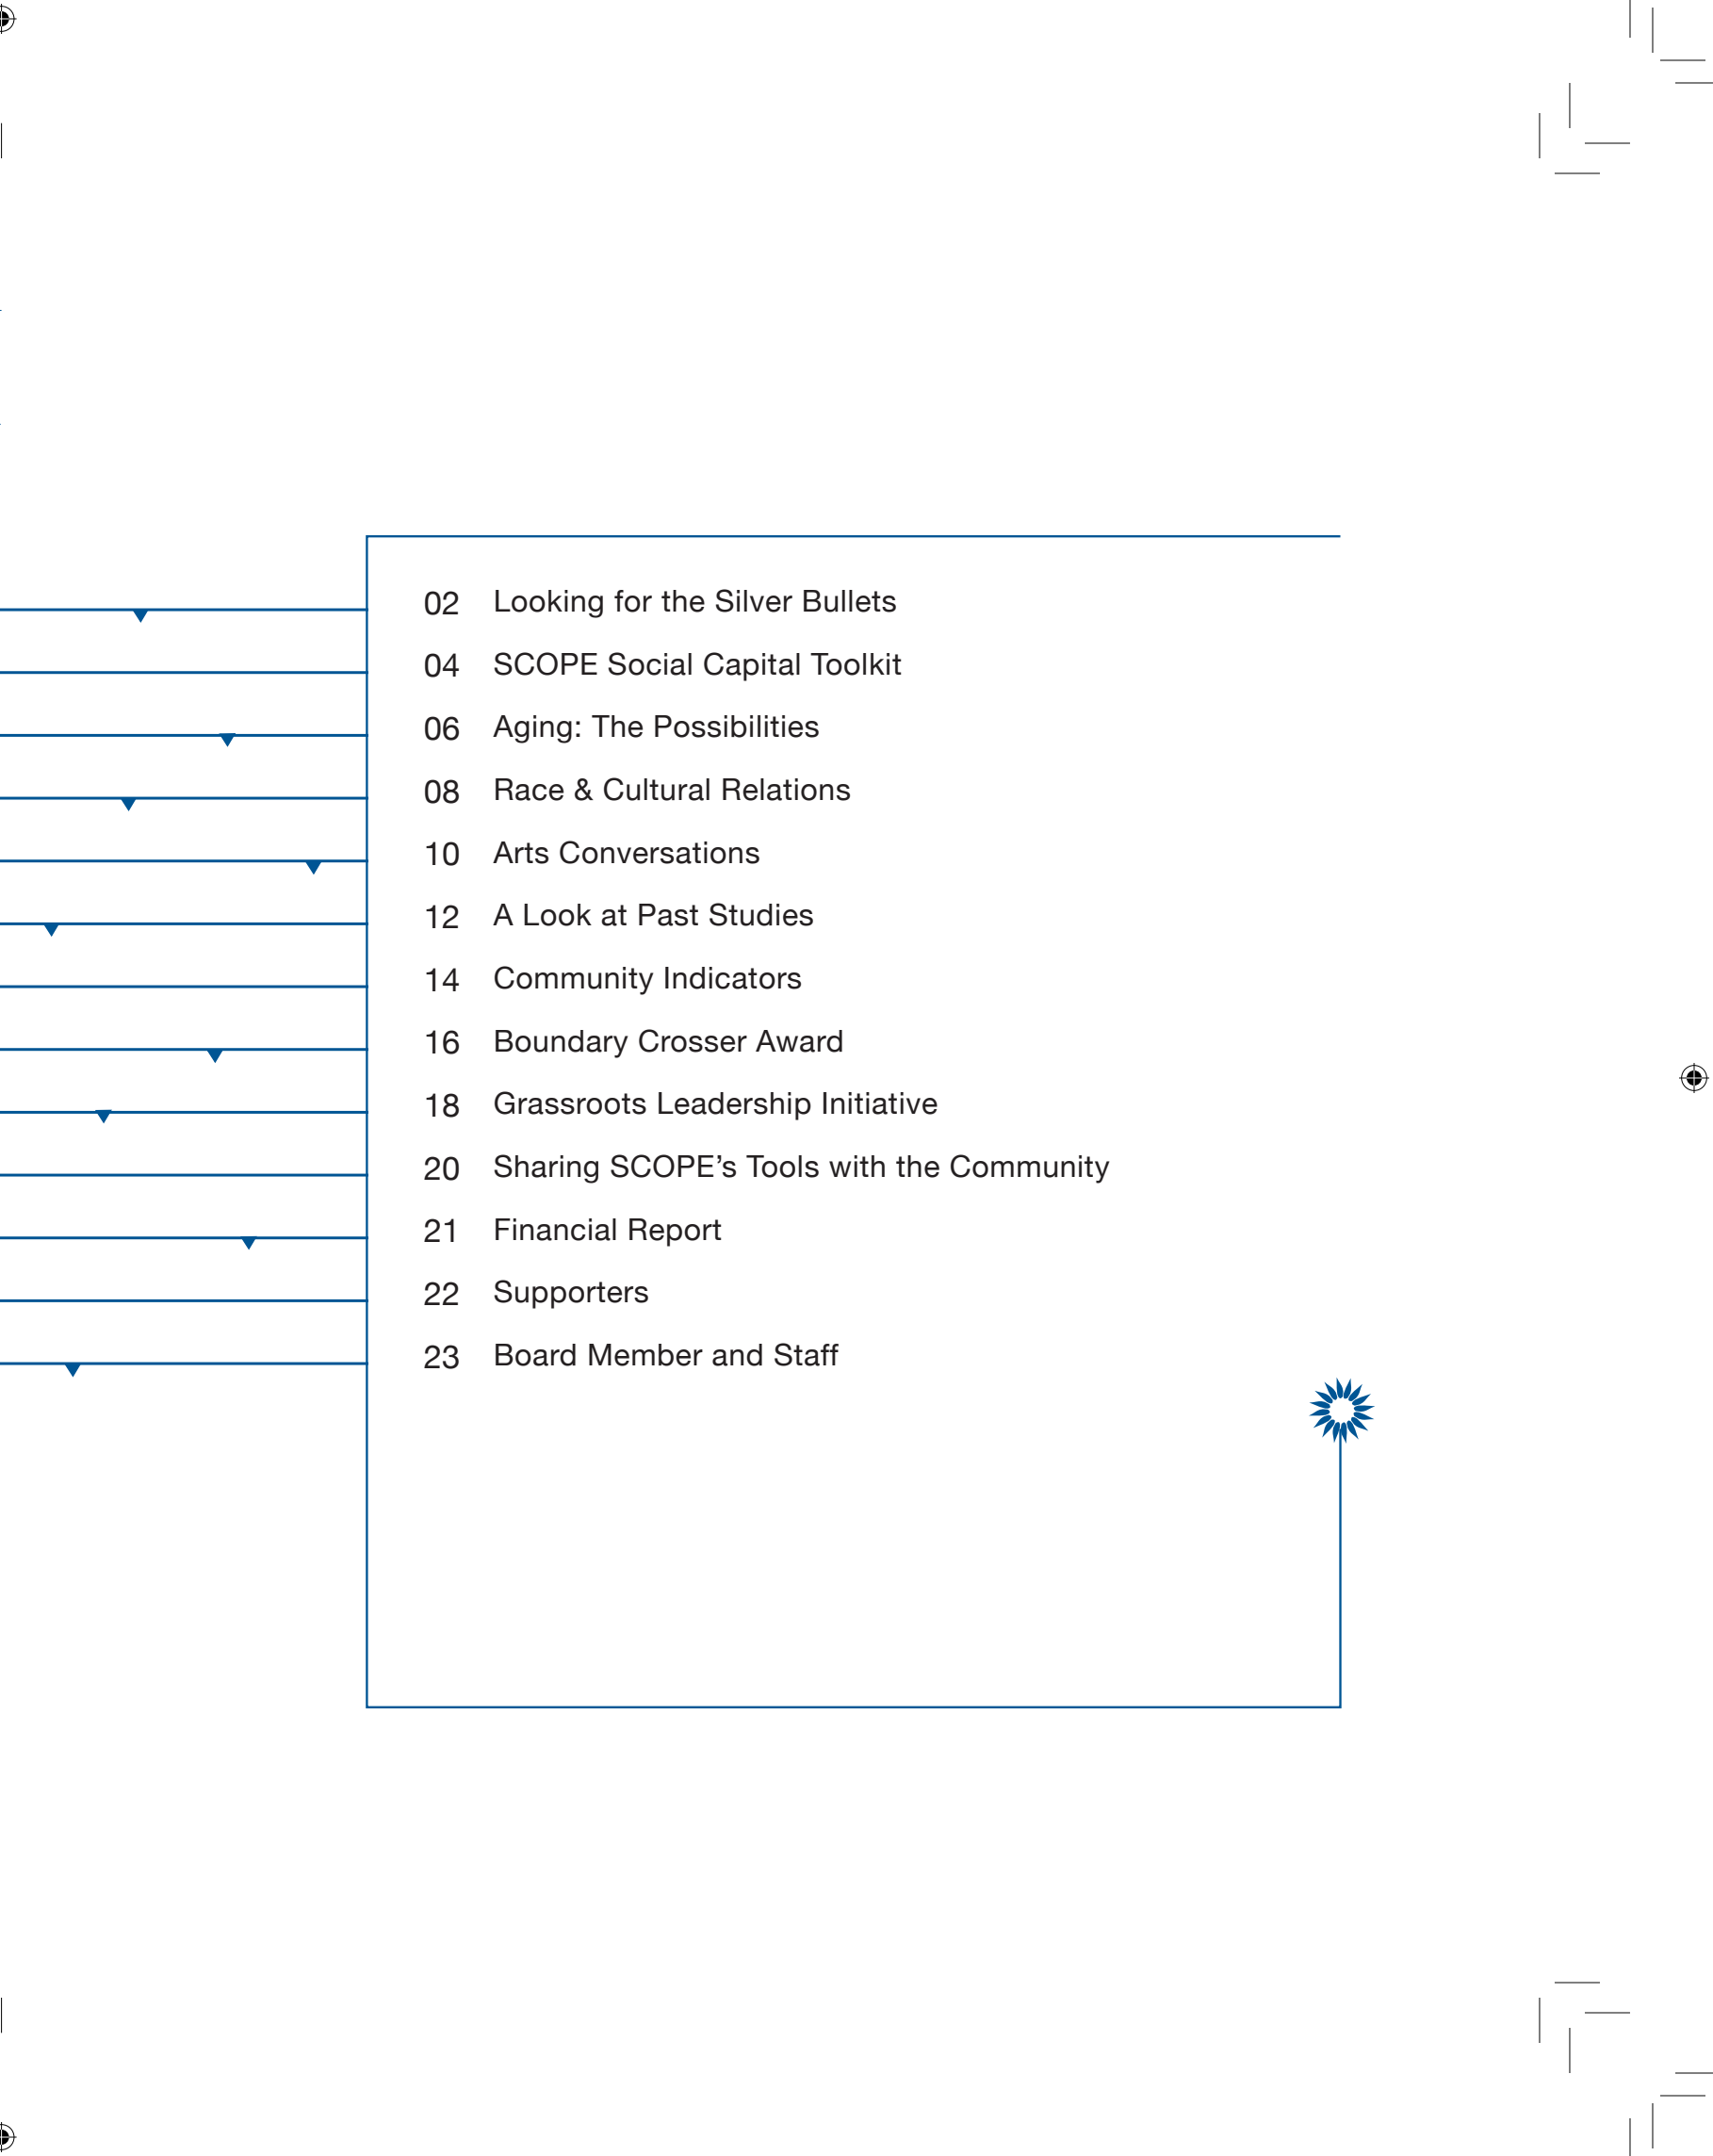 02 Looking for the Silver Bullets
04 SCOPE Social Capital Toolkit
06 Aging: The Possibilities
08 Race & Cultural Relations
10 Arts Conversations
12 A Look at Past Studies
14 Community Indicators
16 Boundary Crosser Award
18 Grassroots Leadership Initiative
20 Sharing SCOPE’s Tools with the Community
21 Financial Report
22 Supporters
23 Board Member and Staff